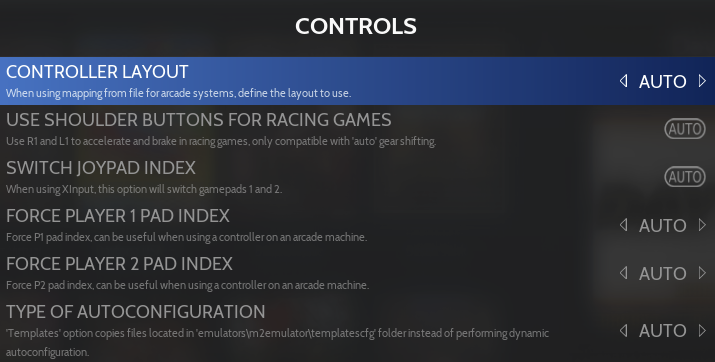 CONTROLS
CONTROLLER LAYOUT
When using mapping from file for arcade systems, define the layout to use.
AUTO
USE SHOULDER BUTTONS FOR RACING GAMES
Use R1 and L1 to accelerate and brake in racing games, only compatible with 'auto' gear shifting.
AUTO
SWITCH JOYPAD INDEX
When using XInput, this option will switch gamepads 1 and 2.
AUTO
FORCE PLAYER 1 PAD INDEX
Force P1 pad index, can be useful when using a controller on an arcade machine.
AUTO
FORCE PLAYER 2 PAD INDEX
Force P2 pad index, can be useful when using a controller on an arcade machine.
AUTO
TYPE OF AUTOCONFIGURATION
'Templates' option copies files located in 'emulators\m2emulator\templatescfg' folder instead of performing dynamic
autoconfiguration.
AUTO